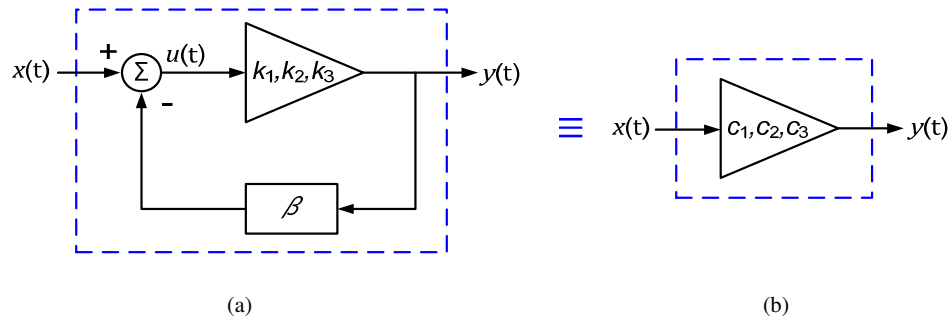 + u(t)
x(t) Σ k1,k2,k3 y(t)
−
β
(a)
≡ x(t) c1,c2,c3 y(t)
(b)